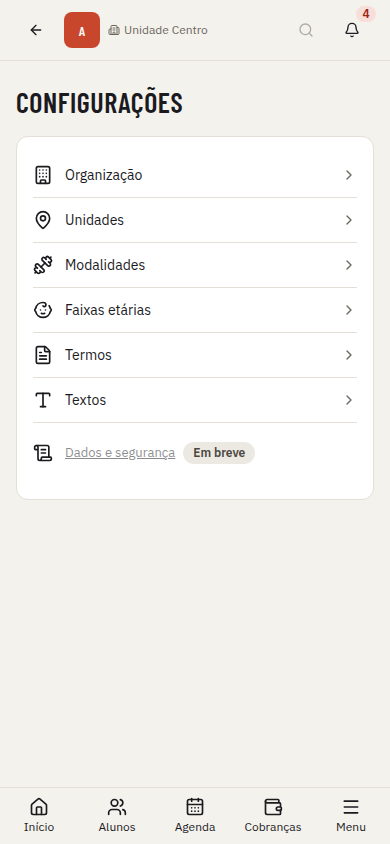 A
Unidade Centro
4
CONFIGURAÇÕES
Organização
Unidades
Modalidades
Faixas etárias
Termos
Textos
Dados e segurança Em breve
Início Alunos Agenda Cobranças Menu